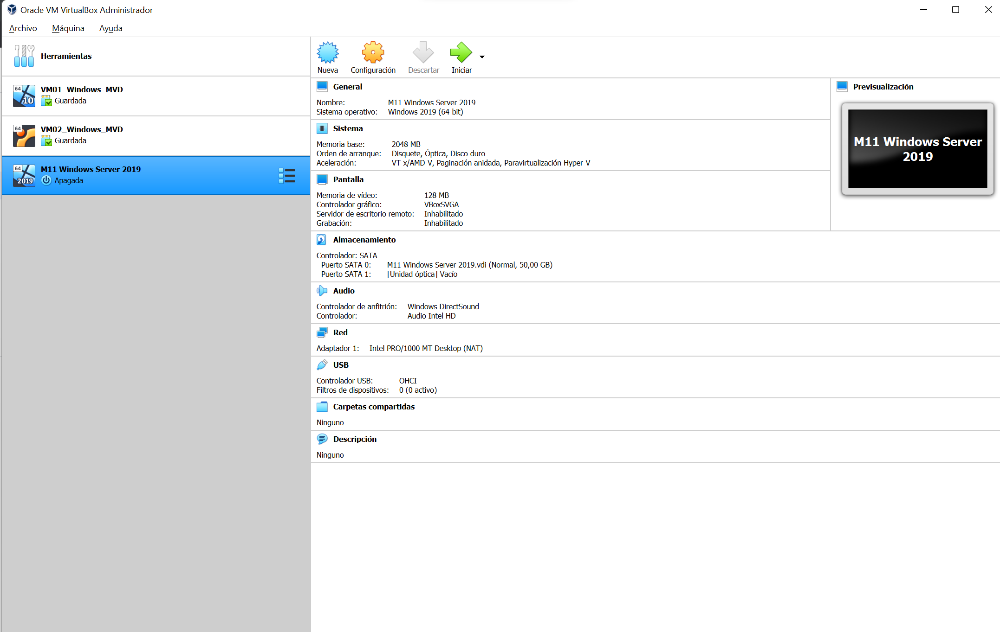 Oracle VM VirtualBox Administrador
Archivo Máquina Ayuda
Herramientas
64
10
VM01_Windows_MVD
Guardada
64
VM02_Windows_MVD
Guardada
64
2019
M11 Windows Server 2019
Apagada
Nueva Configuración Descartar Iniciar
General
Nombre: M11 Windows Server 2019
Sistema operativo: Windows 2019 (64-bit)
Sistema
Memoria base: 2048 MB
Orden de arranque: Disquete, Óptica, Disco duro
Aceleración: VT-x/AMD-V, Paginación anidada, Paravirtualización Hyper-V
Pantalla
Memoria de vídeo: 128 MB
Controlador gráfico: VBoxSVGA
Servidor de escritorio remoto: Inhabilitado
Grabación: Inhabilitado
Previsualización
M11 Windows Server
2019
Almacenamiento
Controlador: SATA
Puerto SATA 0: M11 Windows Server 2019.vdi (Normal, 50,00 GB)
Puerto SATA 1: [Unidad óptica] Vacío
Audio
Controlador de anfitrión: Windows DirectSound
Controlador: Audio Intel HD
Red
Adaptador 1: Intel PRO/1000 MT Desktop (NAT)
USB
Controlador USB: OHCI
Filtros de dispositivos: 0 (0 activo)
Carpetas compartidas
Ninguno
Descripción
Ninguno